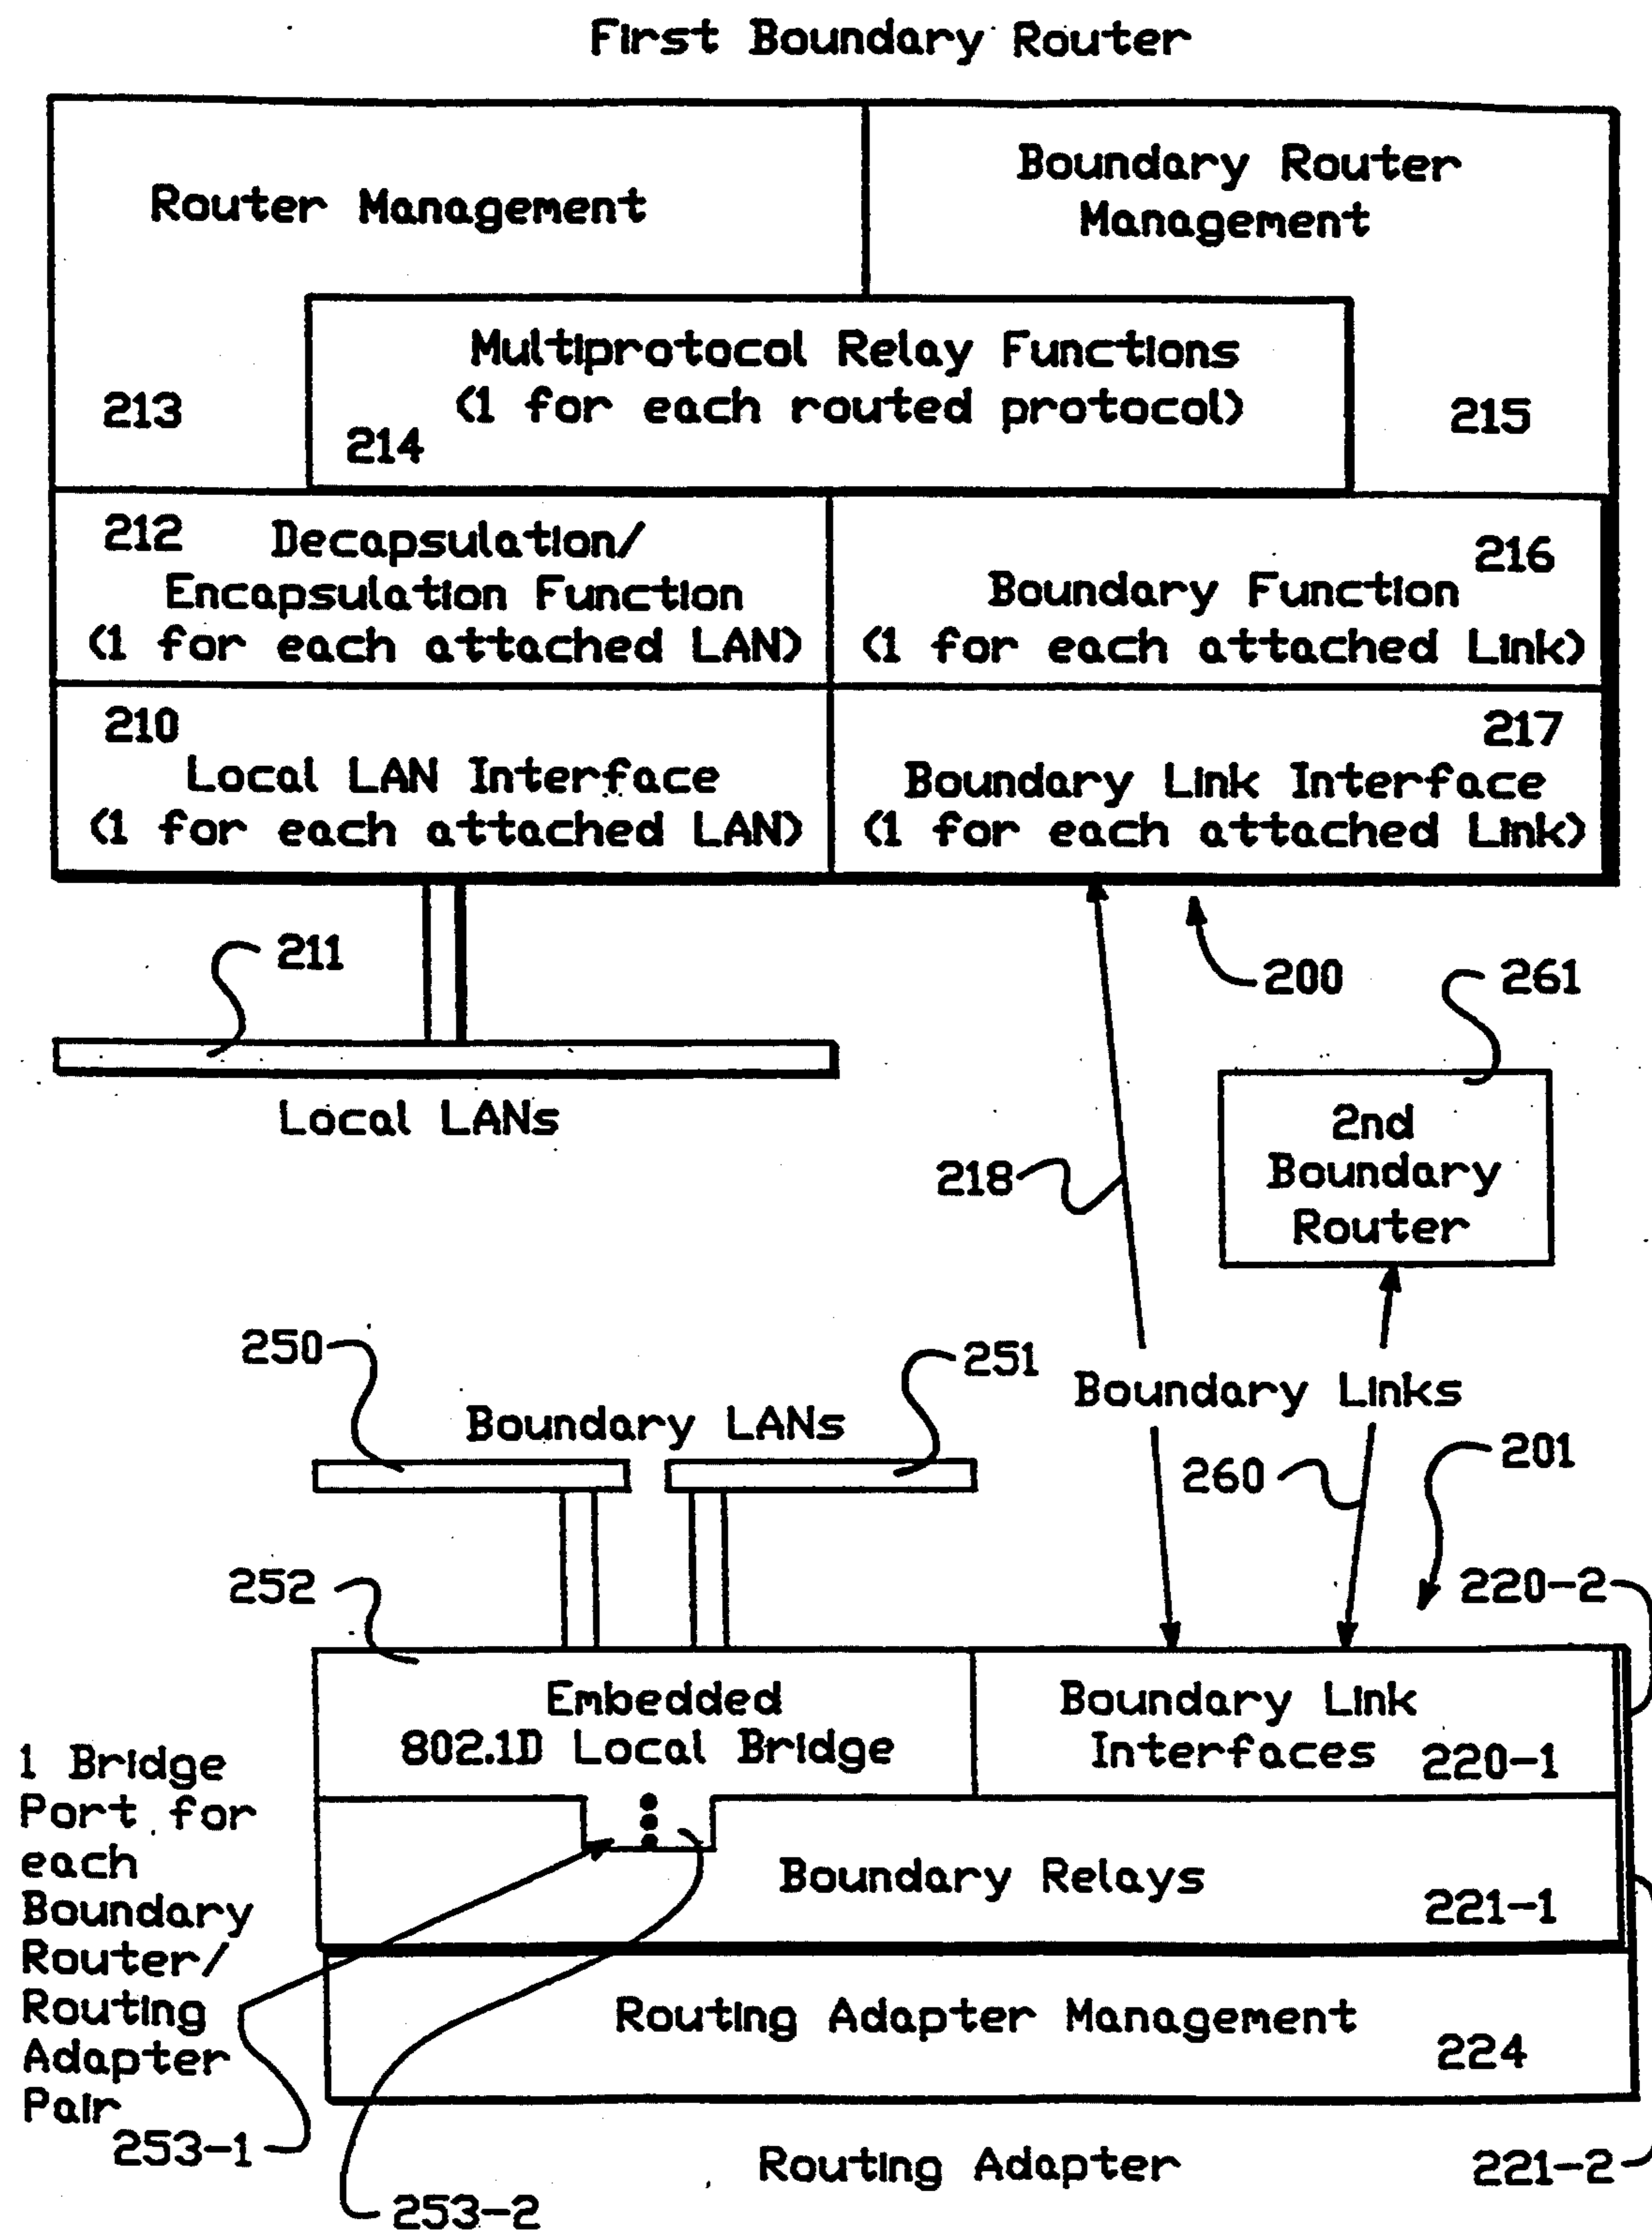 First Boundary Router
Router Management
Boundary Router
Management
Multiprotocol Relay Functions
(1 for each routed protocol)
213
214
215
212
Decapsulation/
Encapsulation Function
(1 for each attached LAN)
216
Boundary Function
(1 for each attached Link)
210
Local LAN Interface
(1 for each attached LAN)
217
Boundary Link Interface
(1 for each attached Link)
211
200
261
Local LANs
2nd
Boundary
Router
218
250
251
Boundary Links
Boundary LANs
260
201
252
220-2
Embedded
802.1D Local Bridge
Boundary Link
Interfaces
220-1
1 Bridge
Port for
each
Boundary
Router/
Routing
Adapter
Pair
Boundary Relays
221-1
Routing Adapter Management
224
253-1
253-2
Routing Adapter
221-2